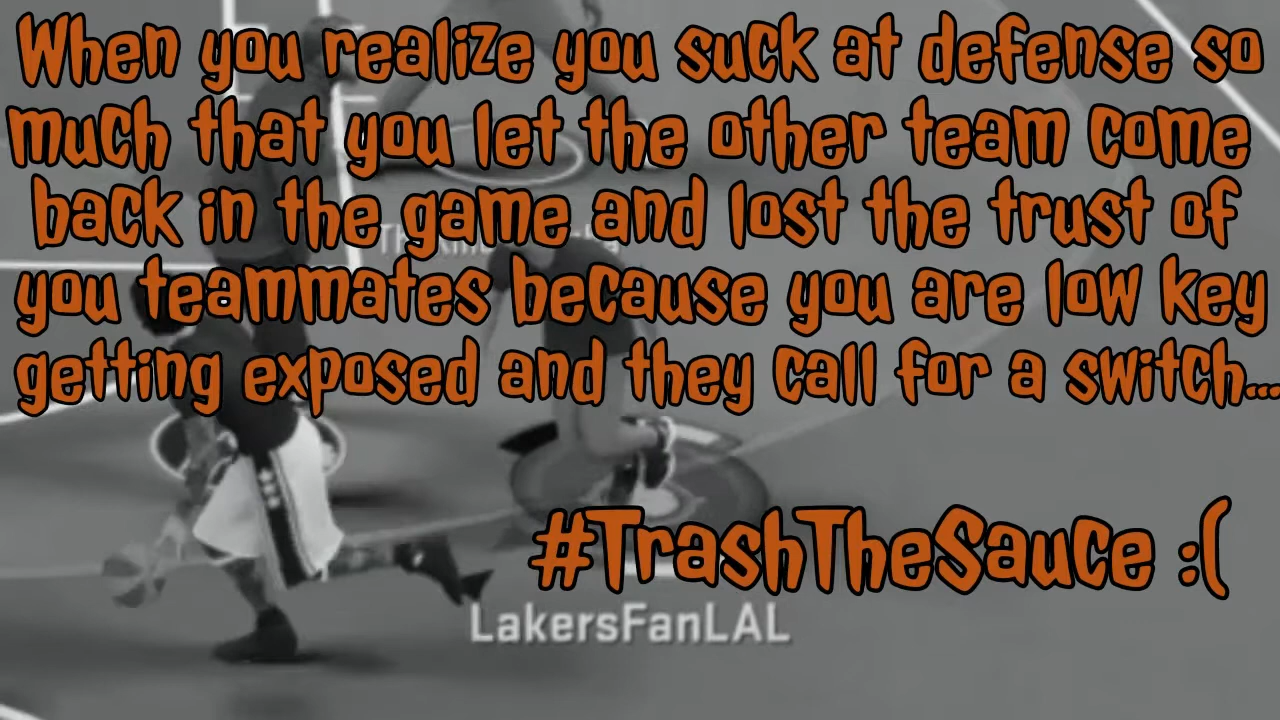 When you realize you suck at defense so
much that you let the other team come
back in the game and lost the trust of
you teammates because you are low key
getting exposed and they call for a switch...
#TrashTheSauce :(
LakersFanLAL